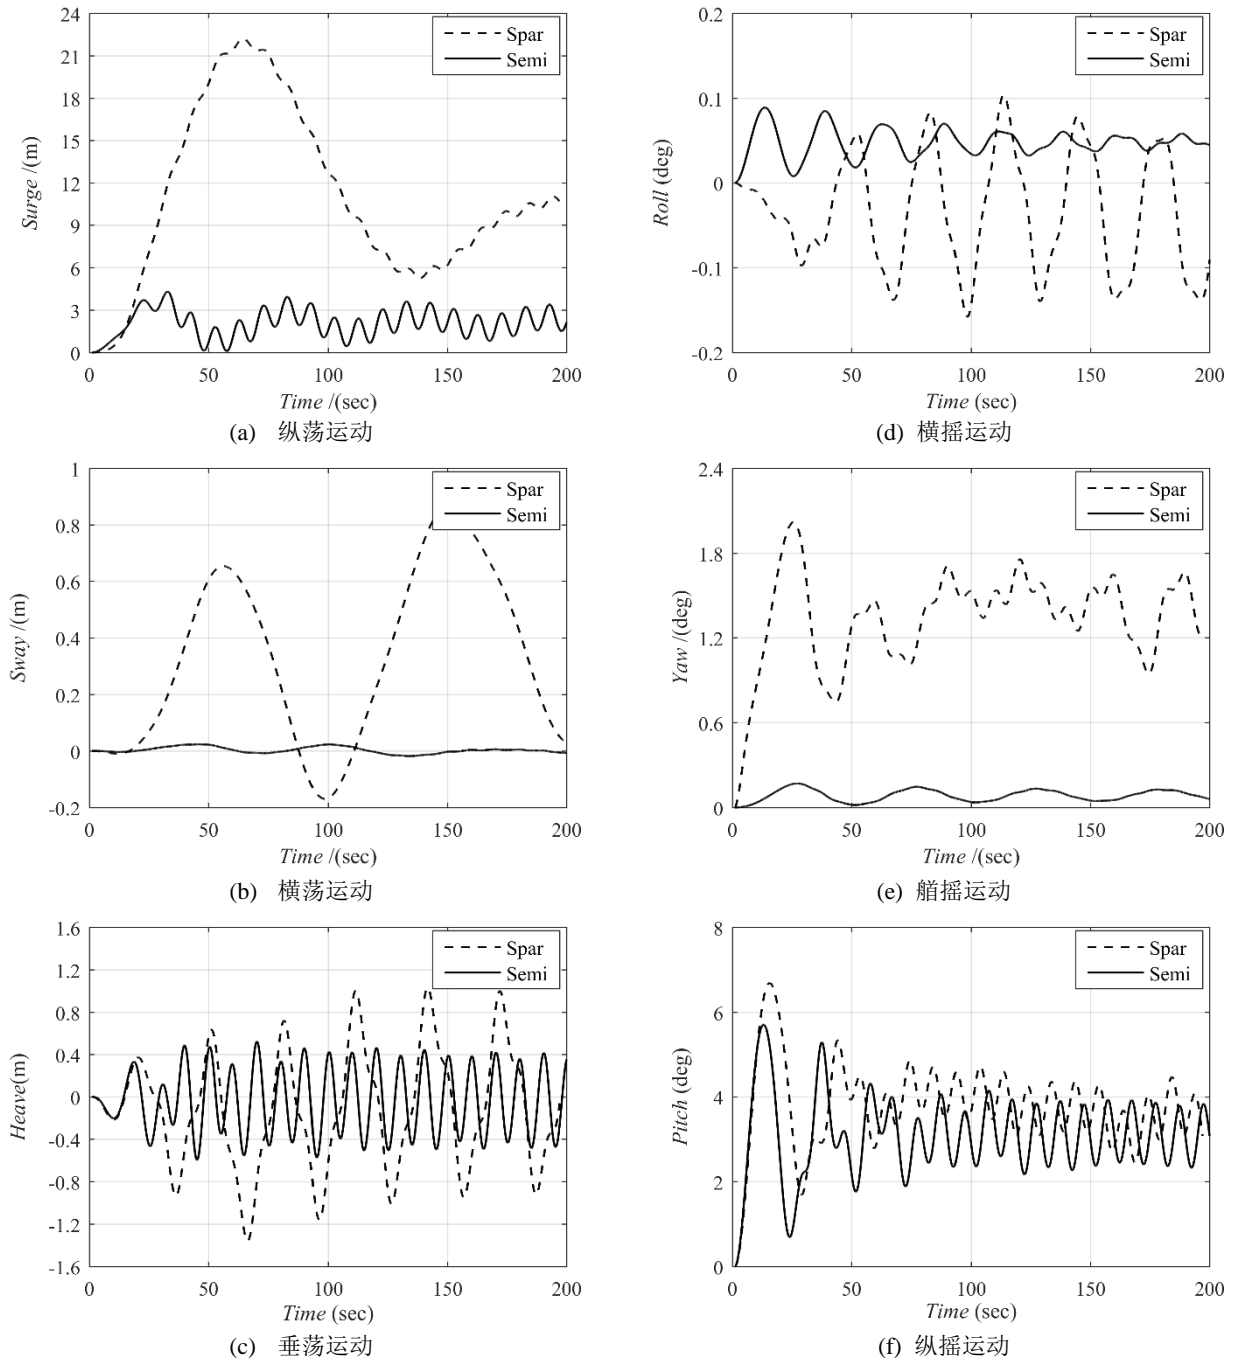 24
21
18
15
12
9
6
3
0
Surge /(m)
Spar
Semi
0 50 100 150 200
Time /(sec)
(a) 纵荡运动
0.2
0.1
0
-0.1
-0.2
Roll (deg)
Spar
Semi
0 50 100 150 200
Time (sec)
(d) 横摇运动
1
0.8
0.6
0.4
0.2
0
-0.2
Sway /(m)
Spar
Semi
0 50 100 150 200
Time /(sec)
(b) 横荡运动
2.4
1.8
1.2
0.6
0
Yaw /(deg)
Spar
Semi
0 50 100 150 200
Time /(sec)
(e) 艏摇运动
1.6
1.2
0.8
0.4
0
-0.4
-0.8
-1.2
-1.6
Heave(m)
Spar
Semi
0 50 100 150 200
Time (sec)
(c) 垂荡运动
8
6
4
2
0
Pitch (deg)
Spar
Semi
0 50 100 150 200
Time (sec)
(f) 纵摇运动